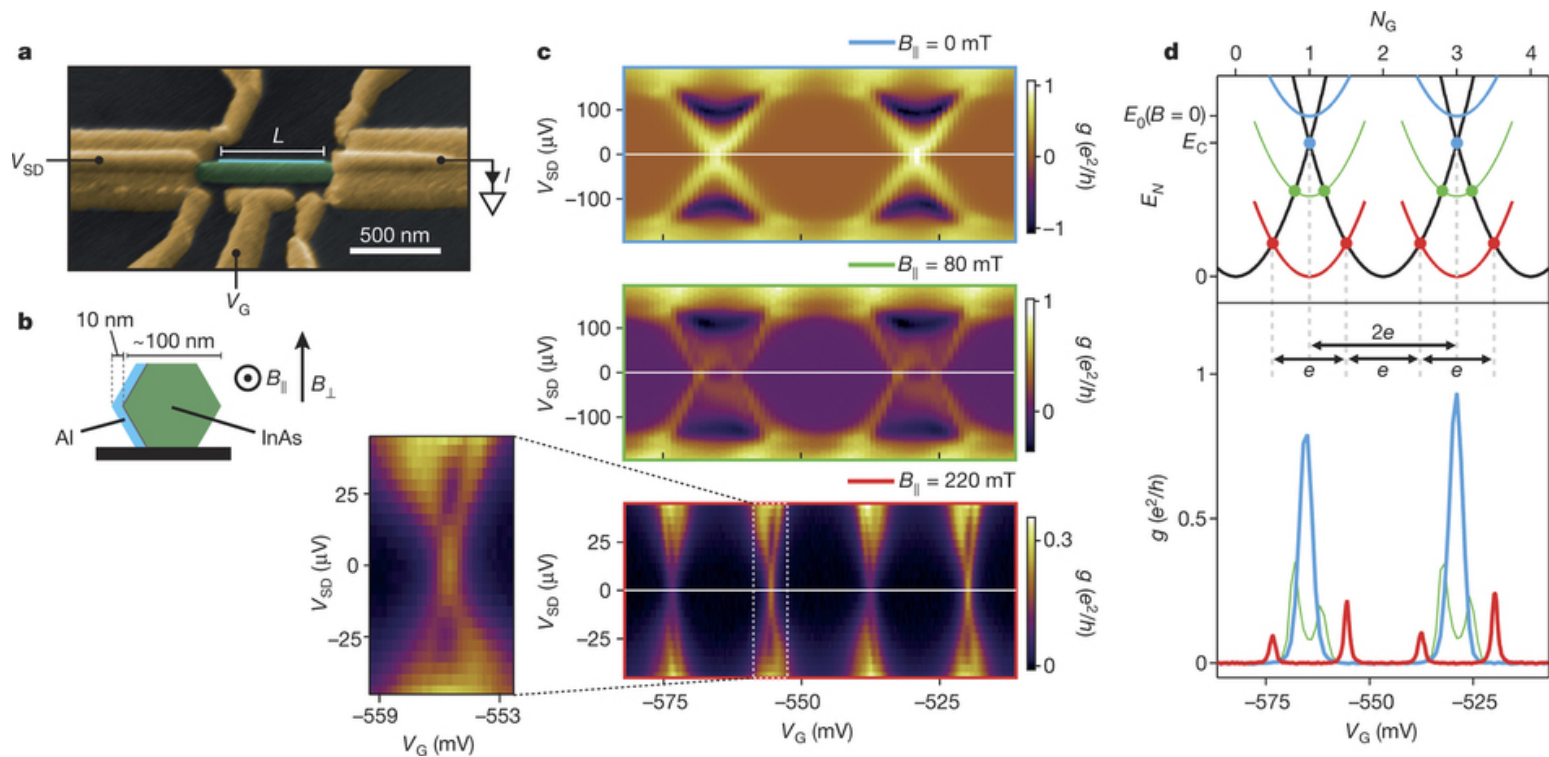 a
L
V_SD
I
500 nm
V_G
b
10 nm
~100 nm
B_||
B_⊥
Al
InAs
c
B_|| = 0 mT
V_SD (μV)
100
0
−100
1
0
−1
g (e²/h)
B_|| = 80 mT
V_SD (μV)
100
0
−100
1
0
g (e²/h)
B_|| = 220 mT
V_SD (μV)
25
0
−25
0.3
0
g (e²/h)
−575
−550
−525
V_G (mV)
V_SD (μV)
25
0
−25
−559
−553
V_G (mV)
d
N_G
0 1 2 3 4
E_0(B = 0)
E_C
E_N
0
2e
e e e
1
0.5
0
g (e²/h)
−575
−550
−525
V_G (mV)